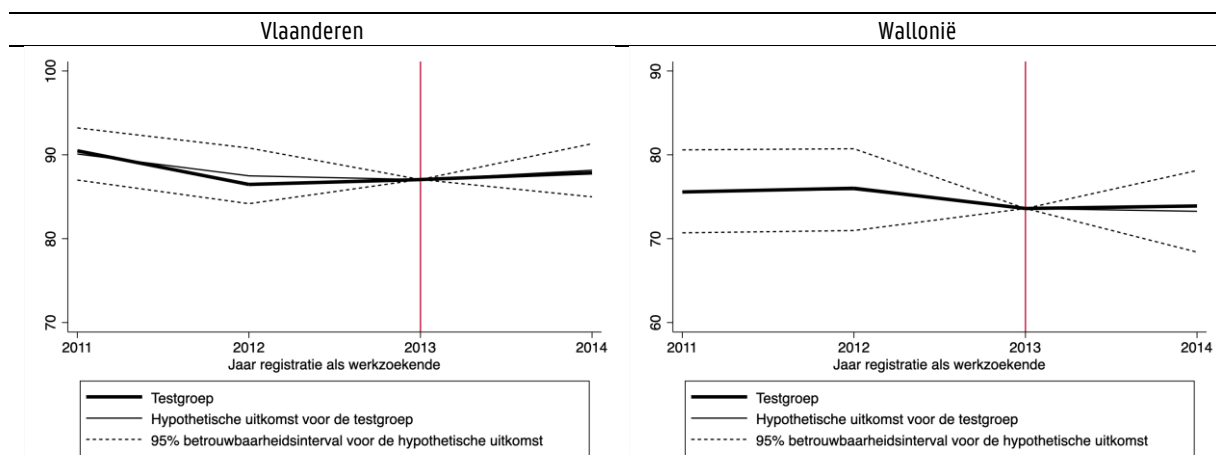 Vlaanderen
100
90
80
70
2011
2012
2013
2014
Jaar registratie als werkzoekende
Testgroep
Hypothetische uitkomst voor de testgroep
95% betrouwbaarheidsinterval voor de hypothetische uitkomst
Wallonië
90
80
70
60
2011
2012
2013
2014
Jaar registratie als werkzoekende
Testgroep
Hypothetische uitkomst voor de testgroep
95% betrouwbaarheidsinterval voor de hypothetische uitkomst